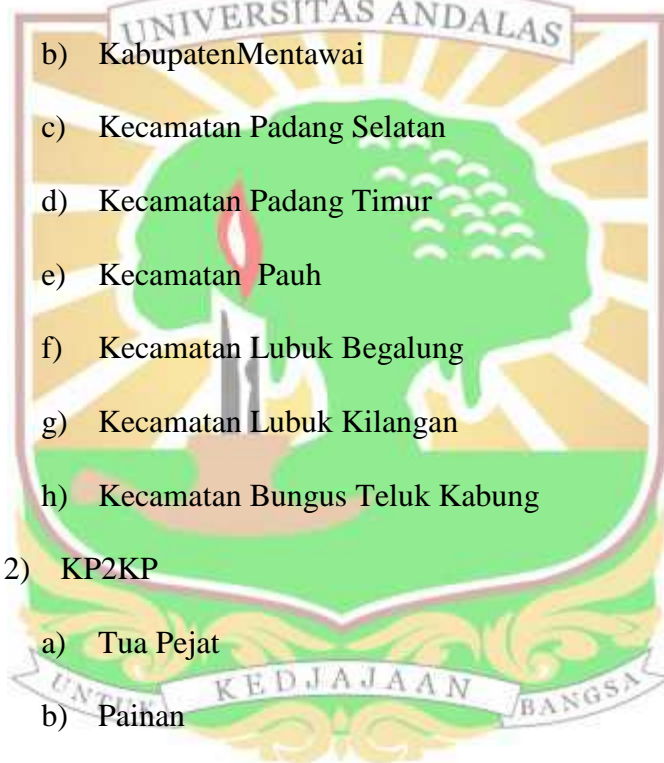 UNIVERSITAS ANDALAS
b) KabupatenMentawai
c) Kecamatan Padang Selatan
d) Kecamatan Padang Timur
e) Kecamatan Pauh
f) Kecamatan Lubuk Begalung
g) Kecamatan Lubuk Kilangan
h) Kecamatan Bungus Teluk Kabung
2) KP2KP
a) Tua Pejat
UNTUK KEDJAJAAN BANGSA
b) Painan